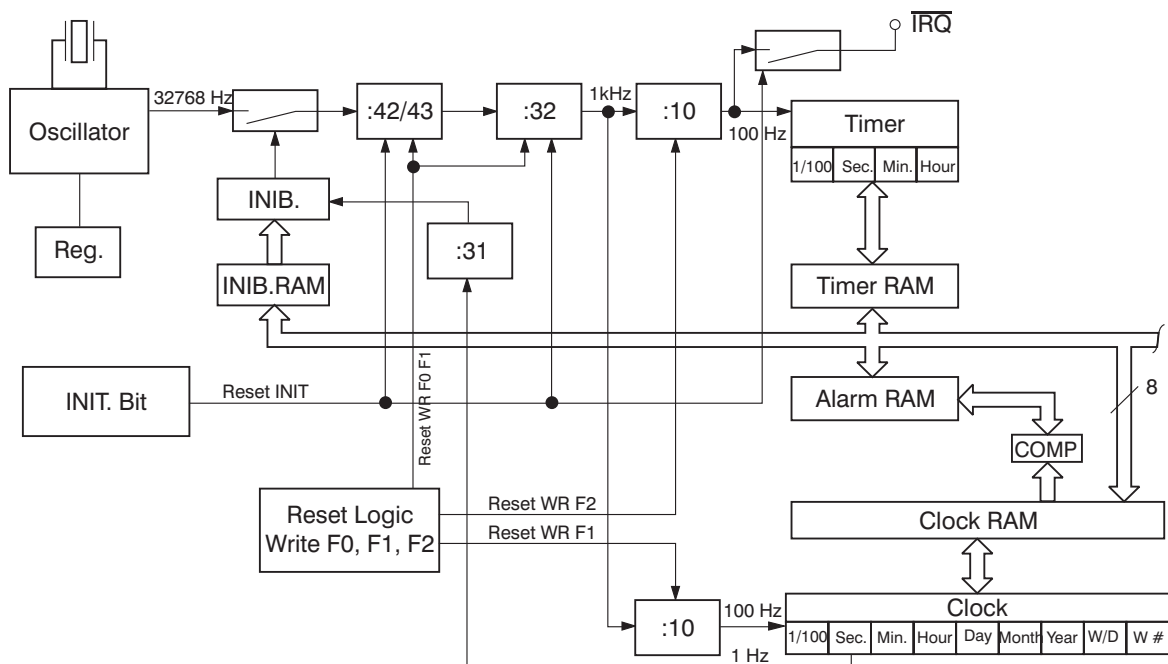 IRQ
32768 Hz
Oscillator
:42/43
:32
1kHz
:10
100 Hz
Timer
1/100 Sec. Min. Hour
INIB.
:31
Reg.
INIB.RAM
Timer RAM
INIT. Bit
Reset INIT
Reset WR F0 F1
Alarm RAM
8
COMP
Reset Logic
Write F0, F1, F2
Reset WR F2
Reset WR F1
Clock RAM
:10
100 Hz
1 Hz
Clock
1/100 Sec. Min. Hour Day Month Year W/D W #